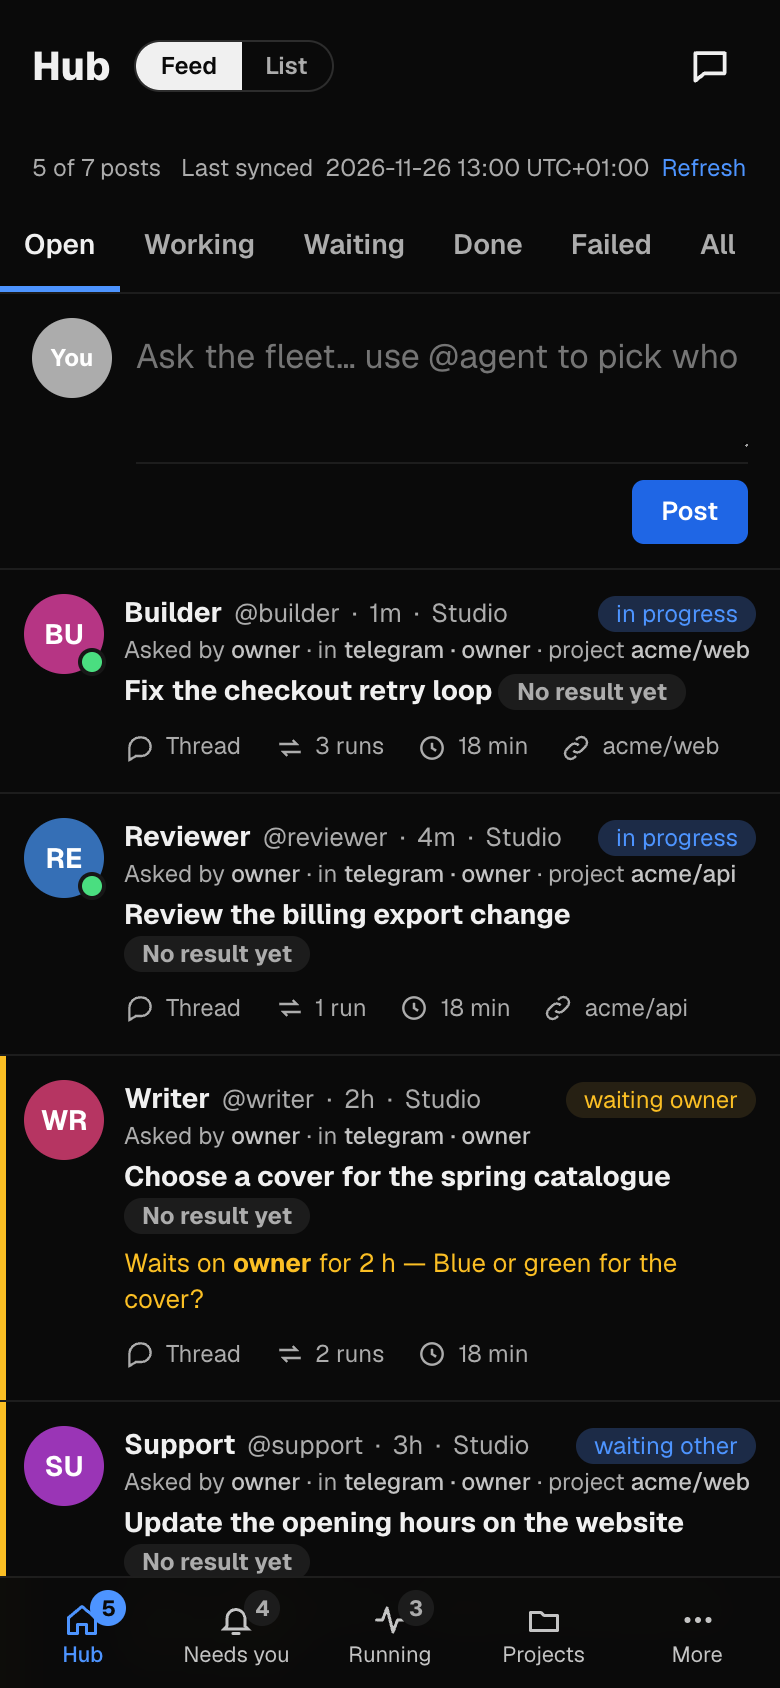 Hub Feed List
5 of 7 posts Last synced 2026-11-26 13:00 UTC+01:00 Refresh
Open Working Waiting Done Failed All
You Ask the fleet... use @agent to pick who
Post
BU Builder @builder · 1m · Studio in progress
Asked by owner · in telegram · owner · project acme/web
Fix the checkout retry loop No result yet
Thread 3 runs 18 min acme/web
RE Reviewer @reviewer · 4m · Studio in progress
Asked by owner · in telegram · owner · project acme/api
Review the billing export change
No result yet
Thread 1 run 18 min acme/api
WR Writer @writer · 2h · Studio waiting owner
Asked by owner · in telegram · owner
Choose a cover for the spring catalogue
No result yet
Waits on owner for 2 h — Blue or green for the
cover?
Thread 2 runs 18 min
SU Support @support · 3h · Studio waiting other
Asked by owner · in telegram · owner · project acme/web
Update the opening hours on the website
No result yet
5 4 3
Hub Needs you Running Projects More